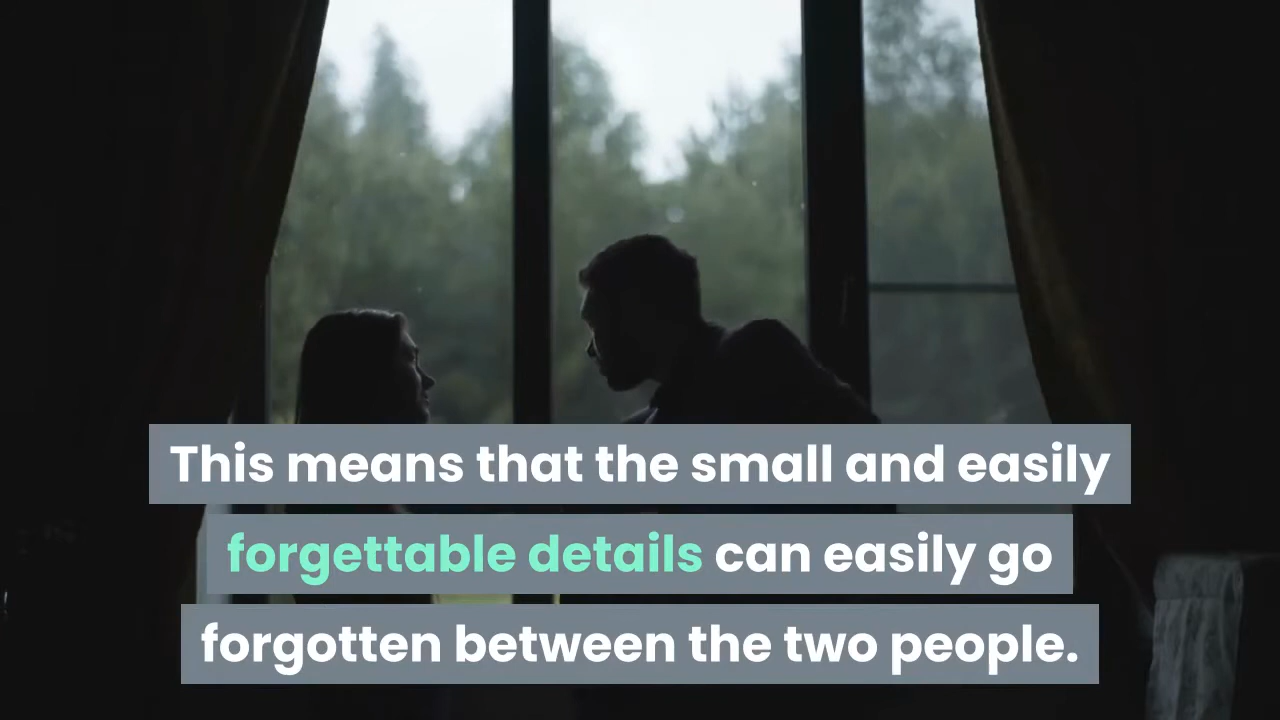 This means that the small and easily
forgettable details can easily go
forgotten between the two people.